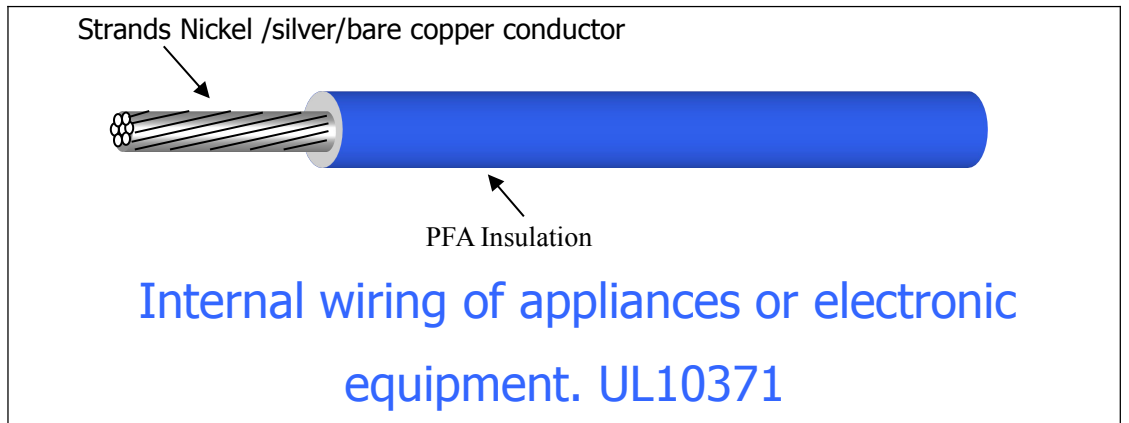 Strands Nickel /silver/bare copper conductor
PFA Insulation
Internal wiring of appliances or electronic
equipment. UL10371